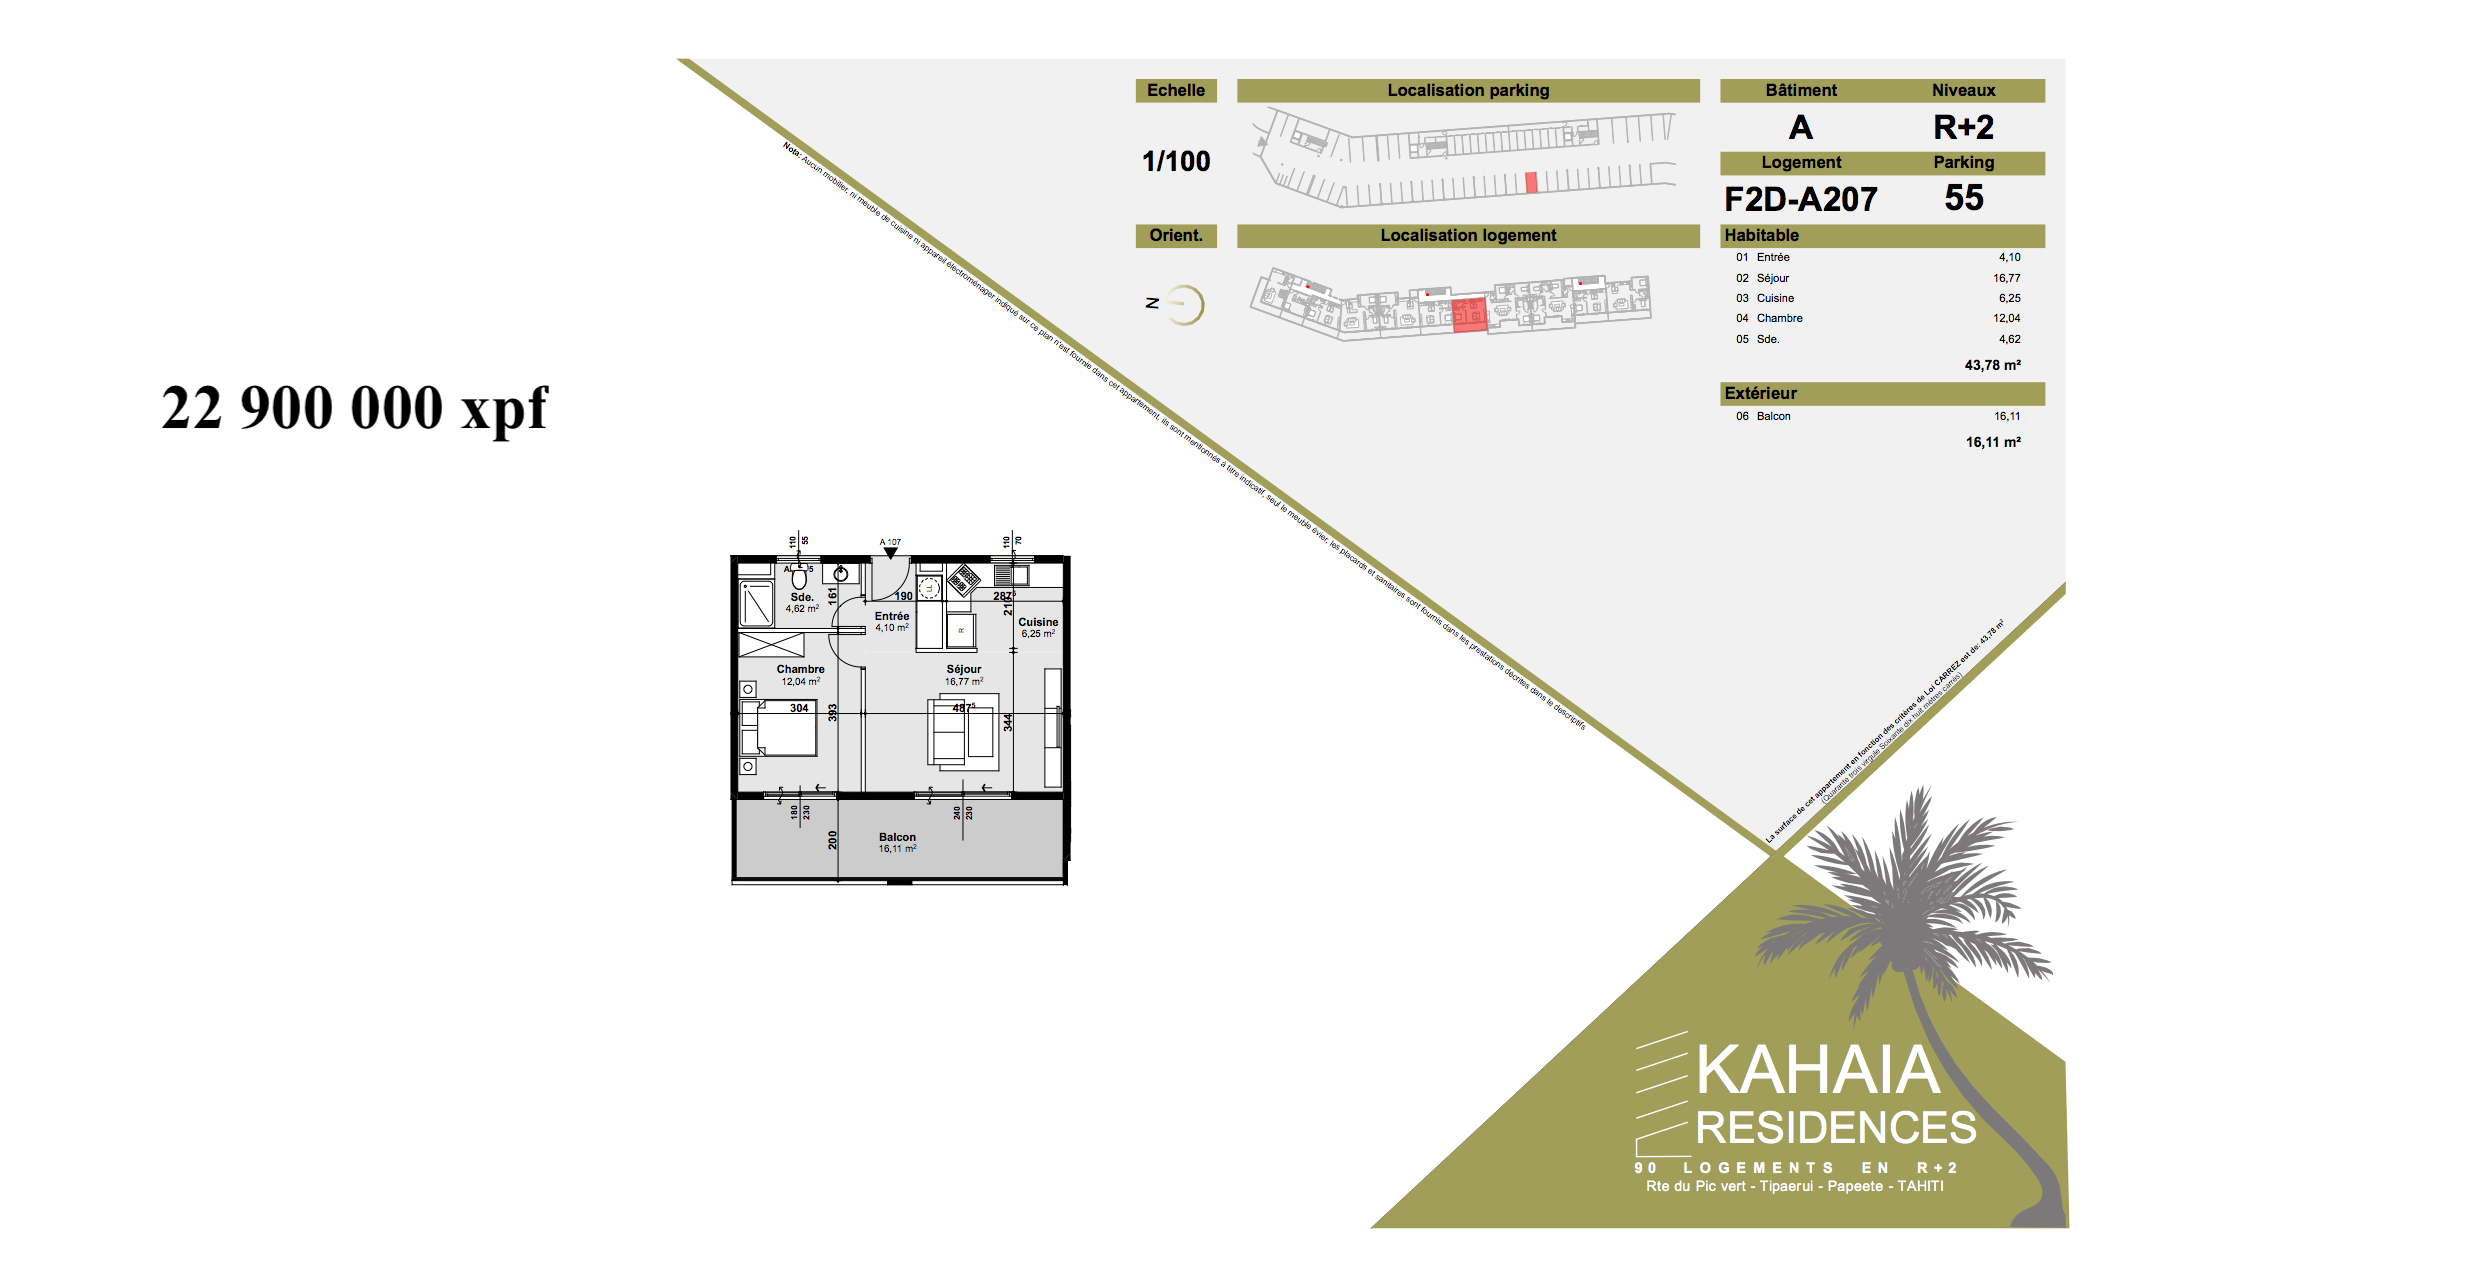 22 900 000 xpf
Echelle
1/100
Orient.
N
Localisation parking
Localisation logement
Bâtiment Niveaux
A R+2
Logement Parking
F2D-A207 55
Habitable
01 Entrée 4,10
02 Séjour 16,77
03 Cuisine 6,25
04 Chambre 12,04
05 Sde. 4,62
43,78 m²
Extérieur
06 Balcon 16,11
16,11 m²
Nota: Aucun mobilier, ni meuble de cuisine ni appareil électroménager indiqué sur ce plan n'est fournie dans cet appartement, ils sont mentionnés à titre indicatif, seul le meuble évier, les placards et sanitaires sont fournis dans les prestations décrites dans le descriptifs
La surface de cet appartement en fonction des critères de Loi CARREZ est de: 43,78 m²
(Quarante trois virgule Soixante dix huit mètres carrés)
110
55
A 107
110
70
Sde.
4,62 m²
161
190
LL
287⁵
210
Entrée
4,10 m²
R
Cuisine
6,25 m²
Chambre
12,04 m²
Séjour
16,77 m²
304
393
487⁵
344
180
230
240
230
200
Balcon
16,11 m²
KAHAIA
RESIDENCES
90 LOGEMENTS EN R+2
Rte du Pic vert - Tipaerui - Papeete - TAHITI